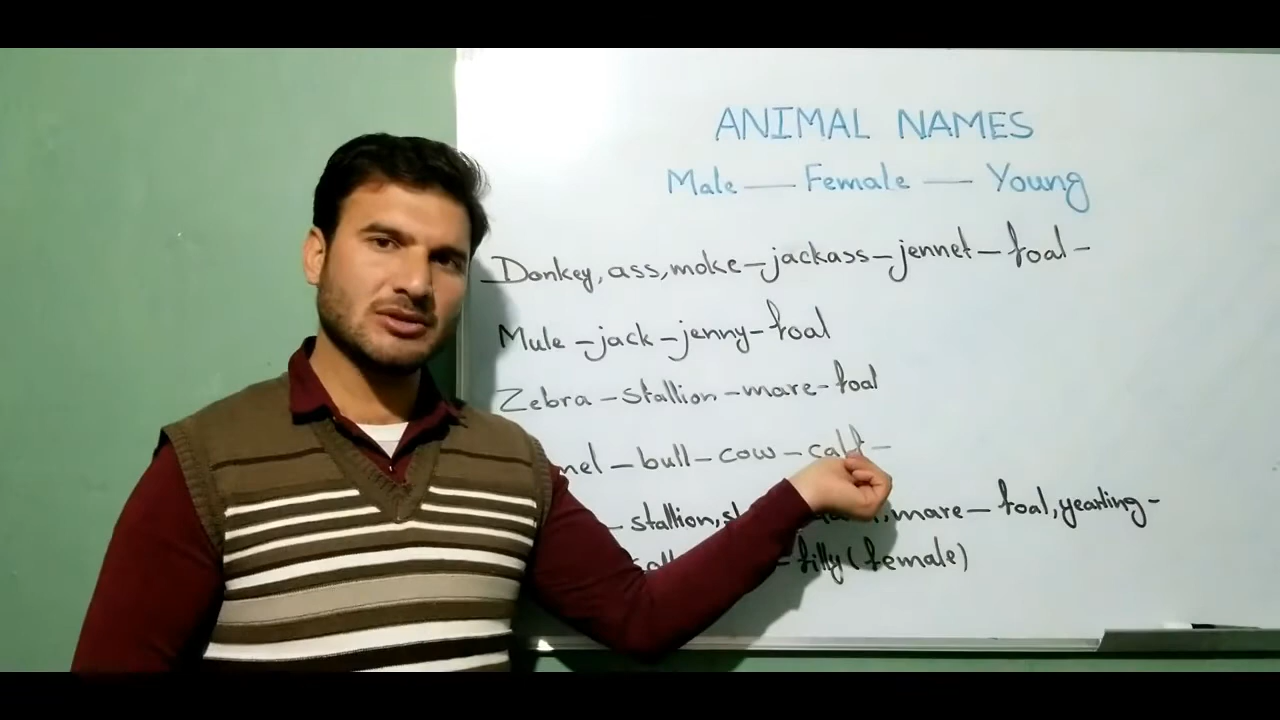 ANIMAL NAMES
Male — Female — Young
Donkey, ass, moke – jackass – jennet – foal –
Mule – jack – jenny – foal
Zebra – stallion – mare – foal
– bull – cow – calf –
– stallion, mare – foal, yearling –
– filly (female)